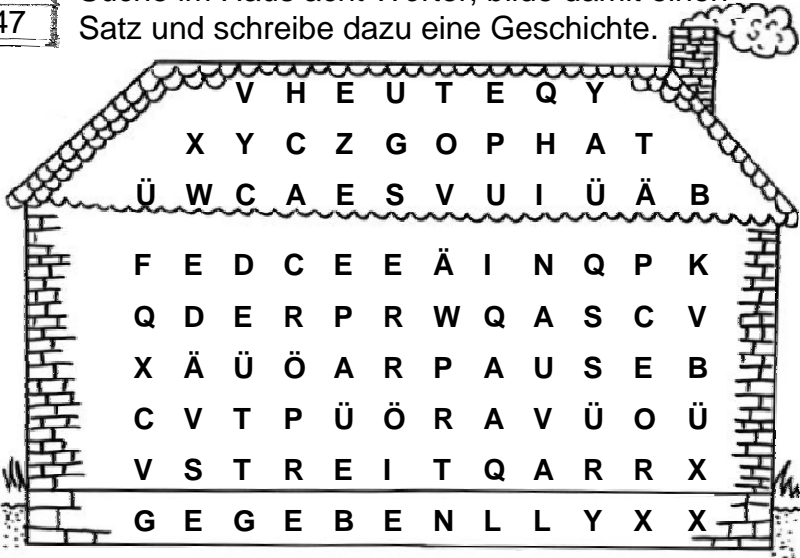 47
Satz und schreibe dazu eine Geschichte.
V H E U T E Q Y
X Y C Z G O P H A T
Ü W C A E S V U I Ü Ä B
F E D C E E Ä I N Q P K
Q D E R P R W Q A S C V
X Ä Ü Ö A R P A U S E B
C V T P Ü Ö R A V Ü O Ü
V S T R E I T Q A R R X
G E G E B E N L L Y X X